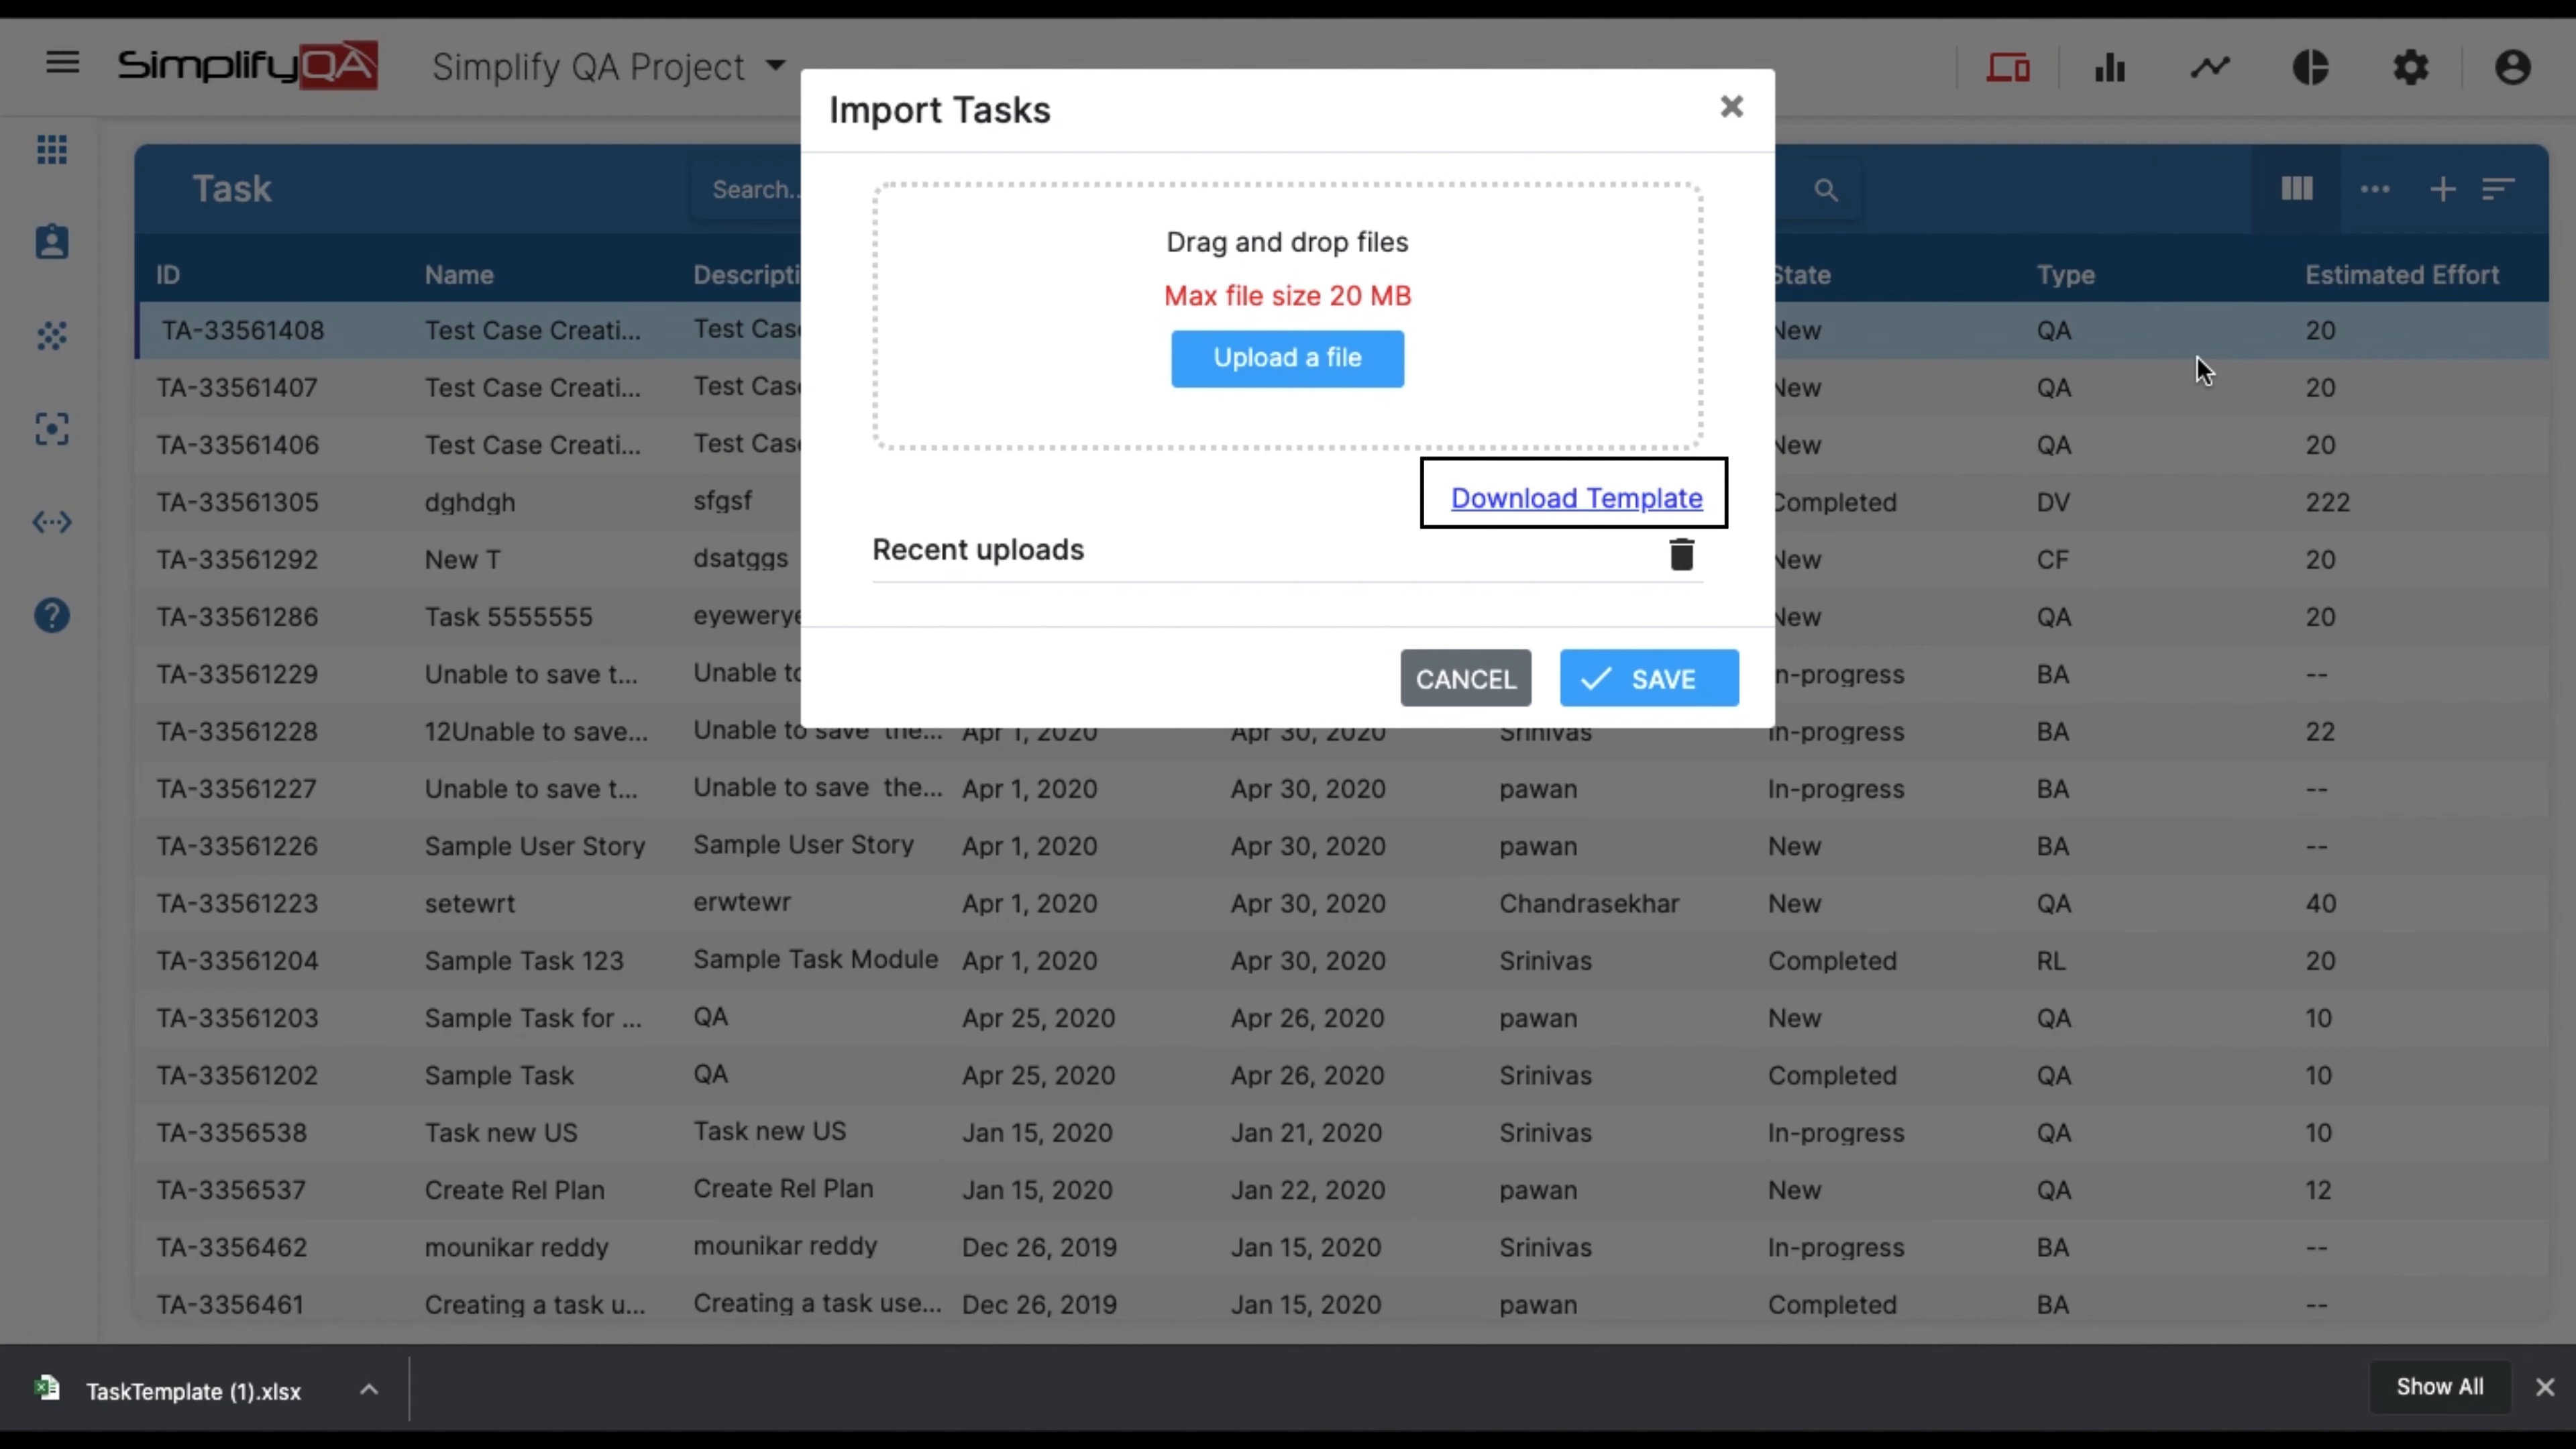 SimplifyQA Simplify QA Project
Import Tasks
Task Search..
Drag and drop files
Max file size 20 MB
Upload a file
Download Template
Recent uploads
CANCEL SAVE
ID Name Descripti State Type Estimated Effort
TA-33561408 Test Case Creati... Test Cas New QA 20
TA-33561407 Test Case Creati... Test Cas New QA 20
TA-33561406 Test Case Creati... Test Cas New QA 20
TA-33561305 dghdgh sfgsf Completed DV 222
TA-33561292 New T dsatggs New CF 20
TA-33561286 Task 5555555 eyewerye New QA 20
TA-33561229 Unable to save t... Unable to In-progress BA --
TA-33561228 12Unable to save... Unable to save the... Apr 1, 2020 Apr 30, 2020 Srinivas In-progress BA 22
TA-33561227 Unable to save t... Unable to save the... Apr 1, 2020 Apr 30, 2020 pawan In-progress BA --
TA-33561226 Sample User Story Sample User Story Apr 1, 2020 Apr 30, 2020 pawan New BA --
TA-33561223 setewrt erwtewr Apr 1, 2020 Apr 30, 2020 Chandrasekhar New QA 40
TA-33561204 Sample Task 123 Sample Task Module Apr 1, 2020 Apr 30, 2020 Srinivas Completed RL 20
TA-33561203 Sample Task for ... QA Apr 25, 2020 Apr 26, 2020 pawan New QA 10
TA-33561202 Sample Task QA Apr 25, 2020 Apr 26, 2020 Srinivas Completed QA 10
TA-3356538 Task new US Task new US Jan 15, 2020 Jan 21, 2020 Srinivas In-progress QA 10
TA-3356537 Create Rel Plan Create Rel Plan Jan 15, 2020 Jan 22, 2020 pawan New QA 12
TA-3356462 mounikar reddy mounikar reddy Dec 26, 2019 Jan 15, 2020 Srinivas In-progress BA --
TA-3356461 Creating a task u... Creating a task use... Dec 26, 2019 Jan 15, 2020 pawan Completed BA --
TaskTemplate (1).xlsx Show All